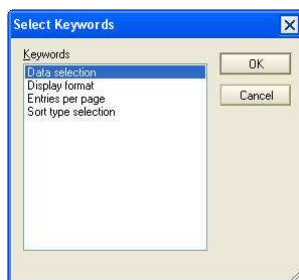 Select Keywords
Keywords
Data selection
Display format
Entries per page
Sort type selection
OK
Cancel